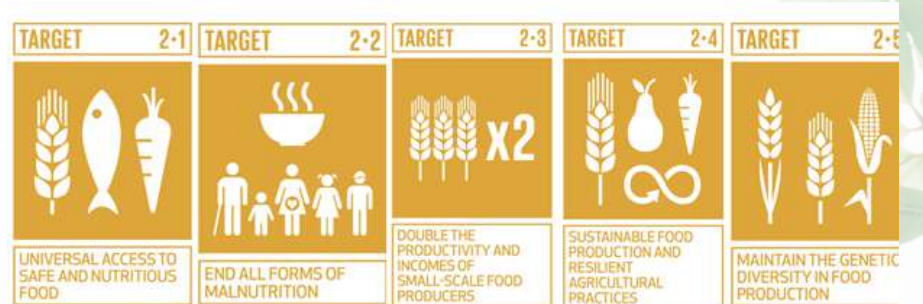 TARGET 2·1
UNIVERSAL ACCESS TO
SAFE AND NUTRITIOUS
FOOD
TARGET 2·2
END ALL FORMS OF
MALNUTRITION
TARGET 2·3
X2
DOUBLE THE
PRODUCTIVITY AND
INCOMES OF
SMALL-SCALE FOOD
PRODUCERS
TARGET 2·4
SUSTAINABLE FOOD
PRODUCTION AND
RESILIENT
AGRICULTURAL
PRACTICES
TARGET 2·5
MAINTAIN THE GENETIC
DIVERSITY IN FOOD
PRODUCTION